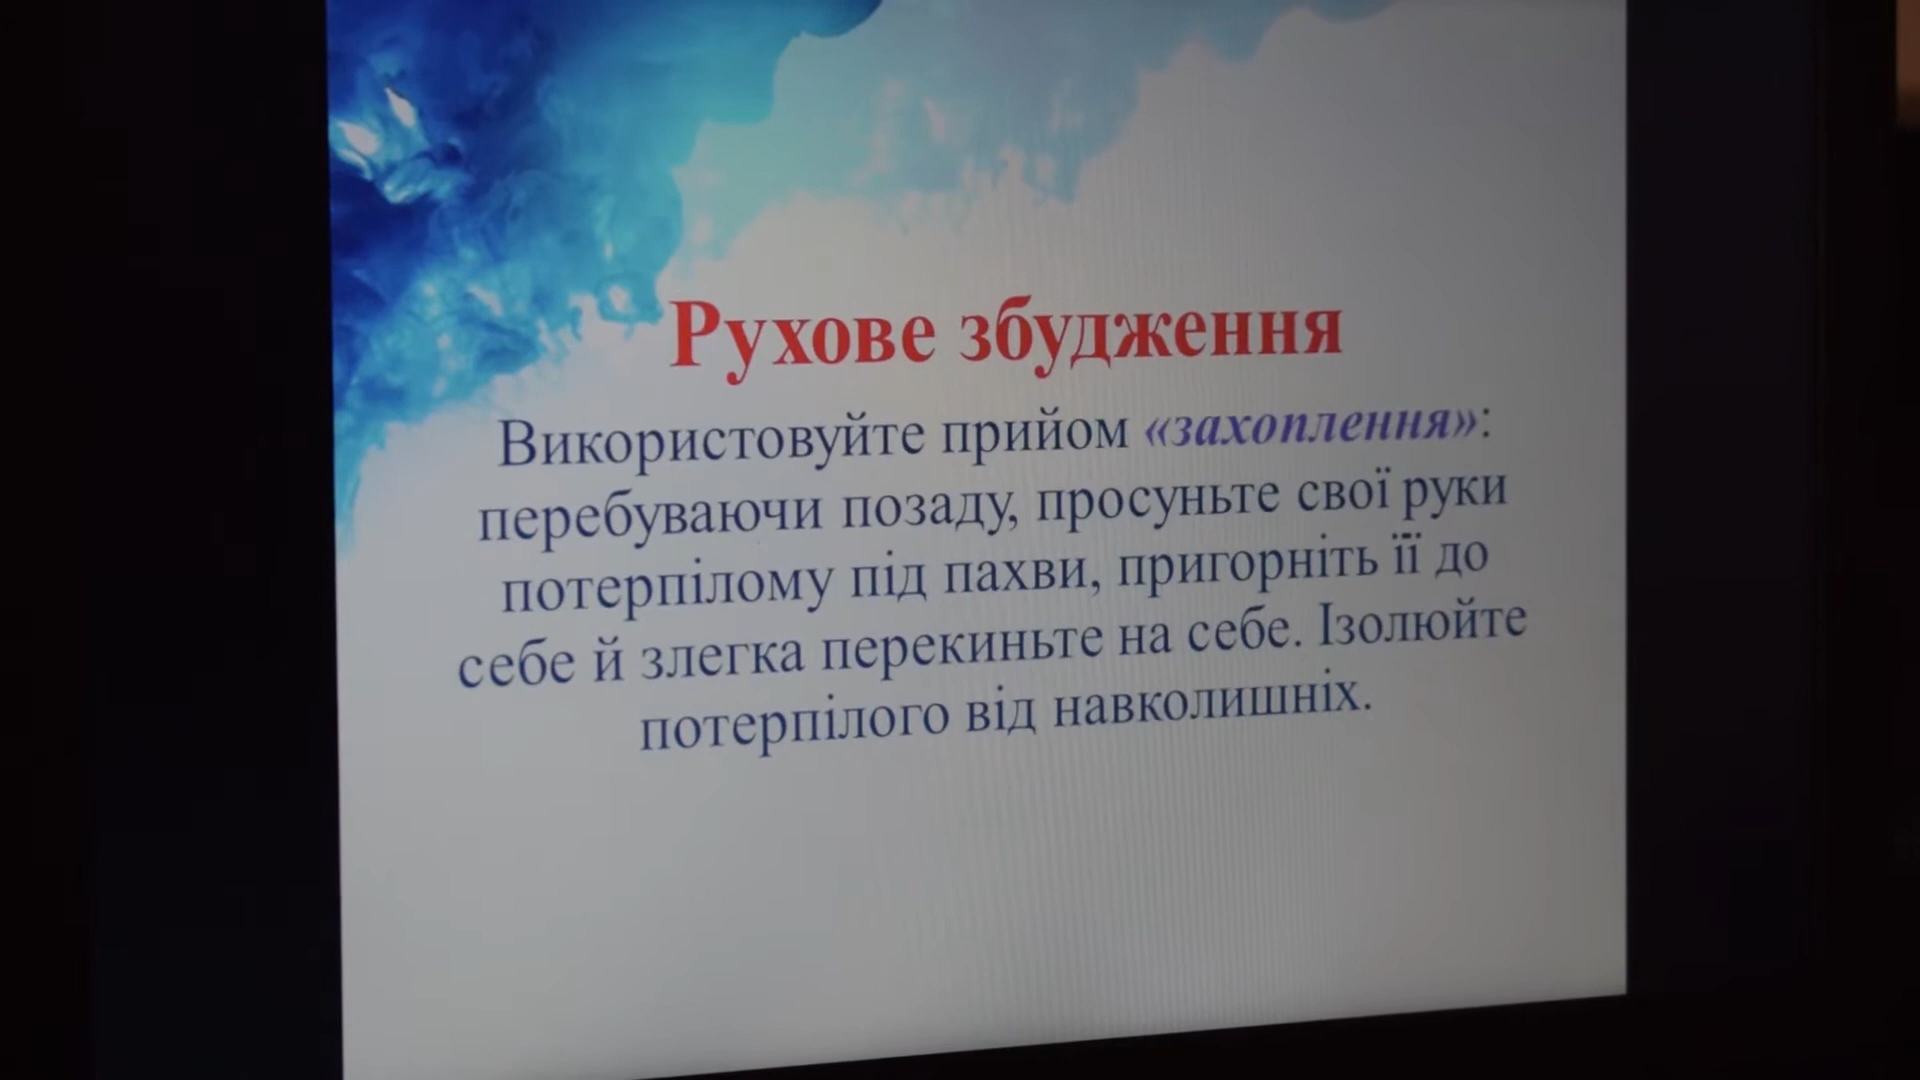 Рухове збудження
Використовуйте прийом «захоплення»:
перебуваючи позаду, просуньте свої руки
потерпілому під пахви, пригорніть її до
себе й злегка перекиньте на себе. Ізолюйте
потерпілого від навколишніх.